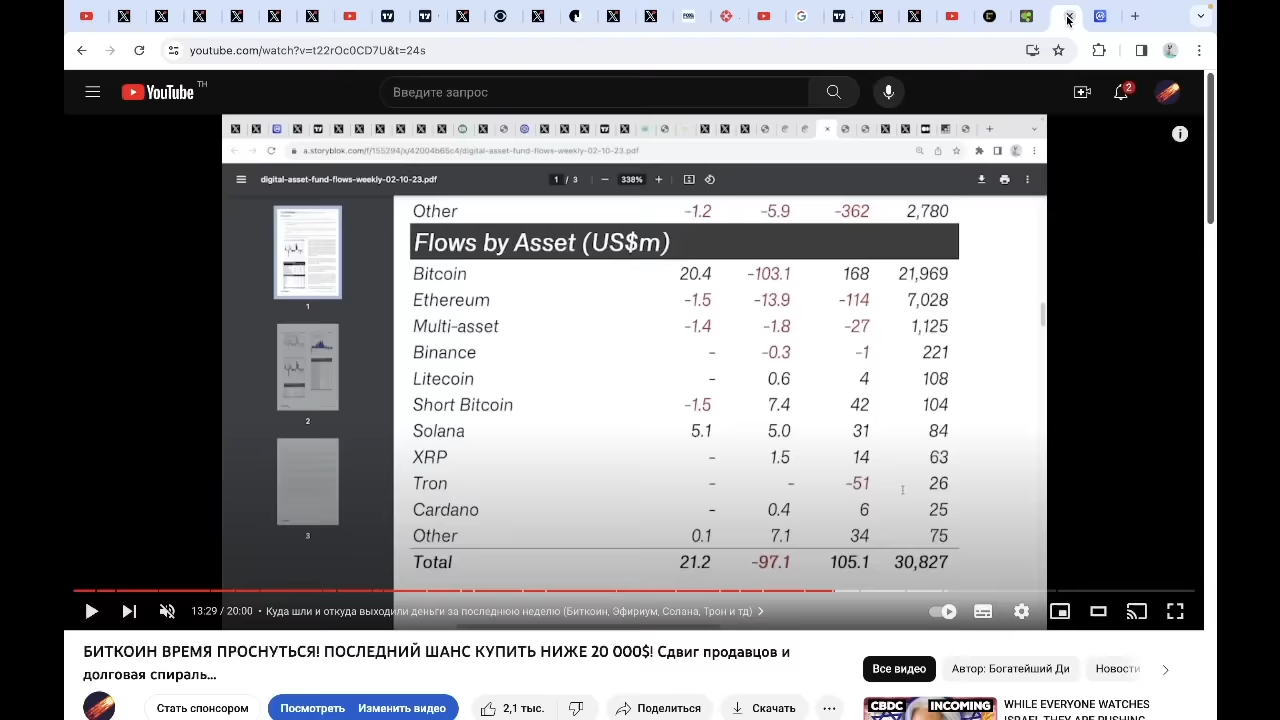 youtube.com/watch?v=t22rOc0CD7U&t=24s
YouTube TH
Введите запрос
2
a.storyblok.com/f/155294/x/42004b65c4/digital-asset-fund-flows-weekly-02-10-23.pdf
digital-asset-fund-flows-weekly-02-10-23.pdf
1 / 3
338%
Other -1.2 -5.9 -362 2,780
Flows by Asset (US$m)
Bitcoin 20.4 -103.1 168 21,969
Ethereum -1.5 -13.9 -114 7,028
Multi-asset -1.4 -1.8 -27 1,125
Binance - -0.3 -1 221
Litecoin - 0.6 4 108
Short Bitcoin -1.5 7.4 42 104
Solana 5.1 5.0 31 84
XRP - 1.5 14 63
Tron - - -51 26
Cardano - 0.4 6 25
Other 0.1 7.1 34 75
Total 21.2 -97.1 105.1 30,827
1
2
3
13:29 / 20:00 • Куда шли и откуда выходили деньги за последнюю неделю (Биткоин, Эфириум, Солана, Трон и тд)
БИТКОИН ВРЕМЯ ПРОСНУТЬСЯ! ПОСЛЕДНИЙ ШАНС КУПИТЬ НИЖЕ 20 000$! Сдвиг продавцов и
долговая спираль...
Все видео
Автор: Богатейший Ди
Новости
Стать спонсором
Посмотреть
Изменить видео
2,1 тыс.
Поделиться
Скачать
CBDC INCOMING
WHILE EVERYONE WATCHES
ISRAEL THEY ARE PUSHING